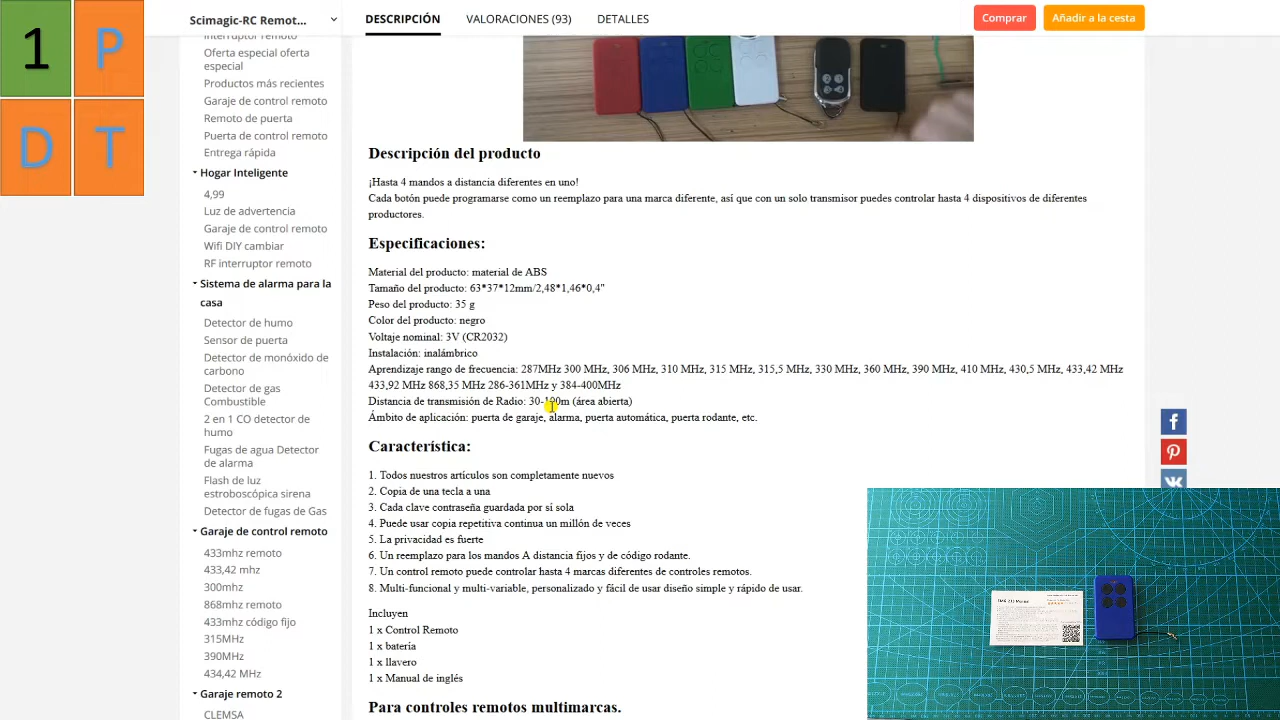 1 P
D T
Scimagic-RC Remot...
DESCRIPCIÓN
VALORACIONES (93)
DETALLES
Comprar
Añadir a la cesta
Interruptor remoto
Oferta especial oferta
especial
Productos más recientes
Garaje de control remoto
Remoto de puerta
Puerta de control remoto
Entrega rápida
Hogar Inteligente
4,99
Luz de advertencia
Garaje de control remoto
Wifi DIY cambiar
RF interruptor remoto
Sistema de alarma para la
casa
Detector de humo
Sensor de puerta
Detector de monóxido de
carbono
Detector de gas
Combustible
2 en 1 CO detector de
humo
Fugas de agua Detector
de alarma
Flash de luz
estroboscópica sirena
Detector de fugas de Gas
Garaje de control remoto
433mhz remoto
433,42 mhz
300mhz
868mhz remoto
433mhz código fijo
315MHz
390MHz
434,42 MHz
Garaje remoto 2
CLEMSA
Descripción del producto
¡Hasta 4 mandos a distancia diferentes en uno!
Cada botón puede programarse como un reemplazo para una marca diferente, así que con un solo transmisor puedes controlar hasta 4 dispositivos de diferentes
productores.
Especificaciones:
Material del producto: material de ABS
Tamaño del producto: 63*37*12mm/2,48*1,46*0,4"
Peso del producto: 35 g
Color del producto: negro
Voltaje nominal: 3V (CR2032)
Instalación: inalámbrico
Aprendizaje rango de frecuencia: 287MHz 300 MHz, 306 MHz, 310 MHz, 315 MHz, 315,5 MHz, 330 MHz, 360 MHz, 390 MHz, 410 MHz, 430,5 MHz, 433,42 MHz
433,92 MHz 868,35 MHz 286-361MHz y 384-400MHz
Distancia de transmisión de Radio: 30-100m (área abierta)
Ámbito de aplicación: puerta de garaje, alarma, puerta automática, puerta rodante, etc.
Característica:
1. Todos nuestros artículos son completamente nuevos
2. Copia de una tecla a una
3. Cada clave contraseña guardada por sí sola
4. Puede usar copia repetitiva continua un millón de veces
5. La privacidad es fuerte
6. Un reemplazo para los mandos A distancia fijos y de código rodante.
7. Un control remoto puede controlar hasta 4 marcas diferentes de controles remotos.
8. Multi-funcional y multi-variable, personalizado y fácil de usar diseño simple y rápido de usar.
Incluyen
1 x Control Remoto
1 x batería
1 x llavero
1 x Manual de inglés
Para controles remotos multimarcas.